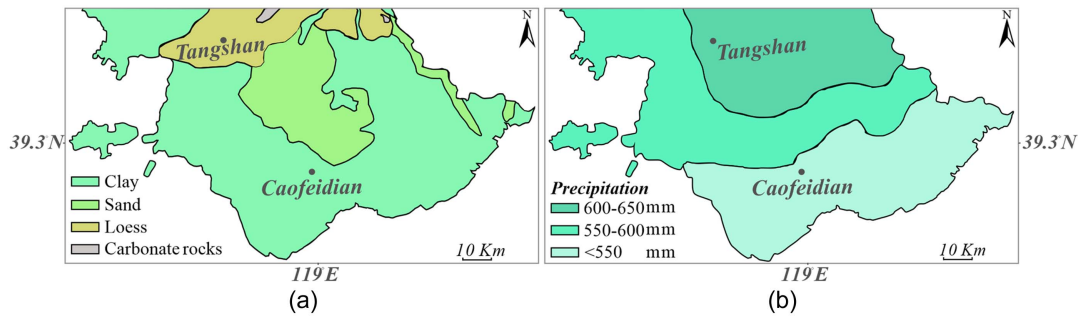 N
Tangshan
39.3°N
Caofeidian
Clay
Sand
Loess
Carbonate rocks
10 Km
119°E
(a)
N
Tangshan
39.3°N
Caofeidian
Precipitation
600-650mm
550-600mm
<550 mm
10 Km
119°E
(b)